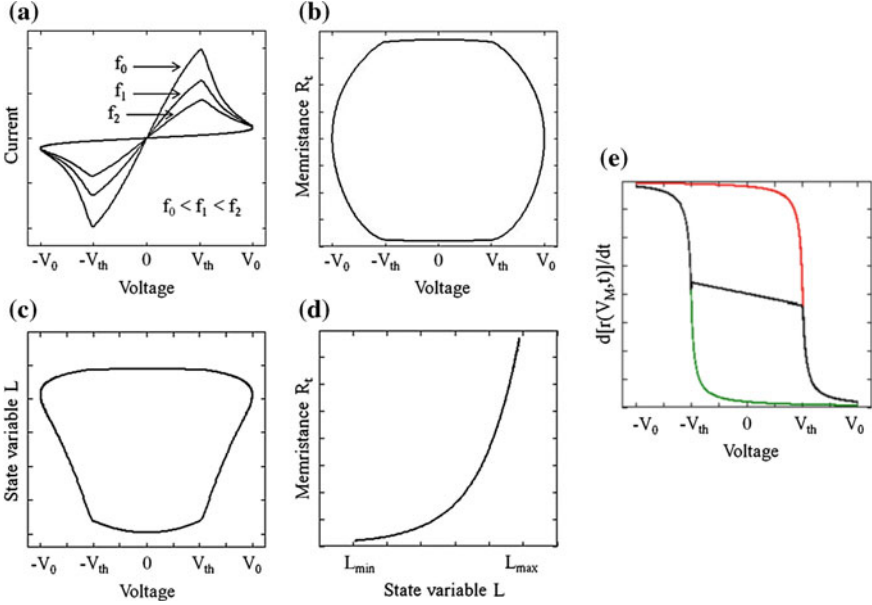 (a)
f₀
f₁
f₂
f₀ < f₁ < f₂
Current
-V₀ -Vₜₕ 0 Vₜₕ V₀
Voltage
(b)
Memristance Rₜ
-V₀ -Vₜₕ 0 Vₜₕ V₀
Voltage
(c)
State variable L
-V₀ -Vₜₕ 0 Vₜₕ V₀
Voltage
(d)
Memristance Rₜ
Lₘᵢₙ Lₘₐₓ
State variable L
(e)
d[r(V_M,t)]/dt
-V₀ -Vₜₕ 0 Vₜₕ V₀
Voltage